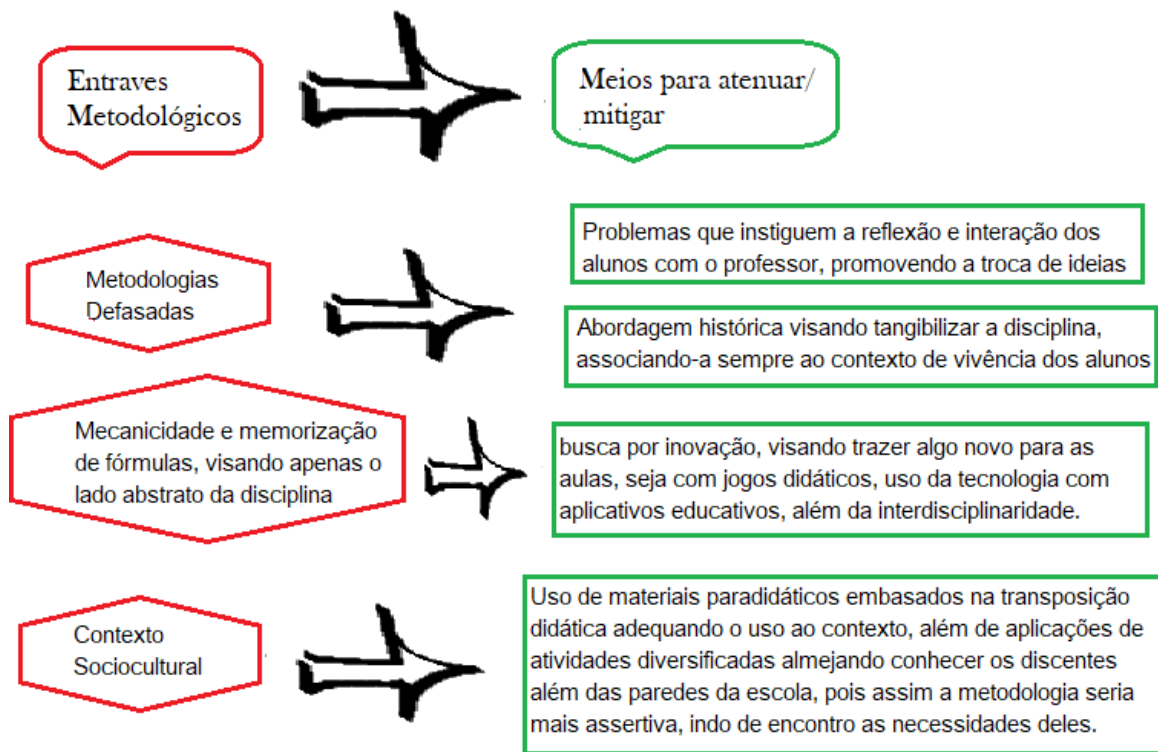 Entraves
Metodológicos
Meios para atenuar/
mitigar
Metodologias
Defasadas
Problemas que instiguem a reflexão e interação dos
alunos com o professor, promovendo a troca de ideias
Abordagem histórica visando tangibilizar a disciplina,
associando-a sempre ao contexto de vivência dos alunos
Mecanicidade e memorização
de fórmulas, visando apenas o
lado abstrato da disciplina
busca por inovação, visando trazer algo novo para as
aulas, seja com jogos didáticos, uso da tecnologia com
aplicativos educativos, além da interdisciplinaridade.
Contexto
Sociocultural
Uso de materiais paradidáticos embasados na transposição
didática adequando o uso ao contexto, além de aplicações de
atividades diversificadas almejando conhecer os discentes
além das paredes da escola, pois assim a metodologia seria
mais assertiva, indo de encontro as necessidades deles.